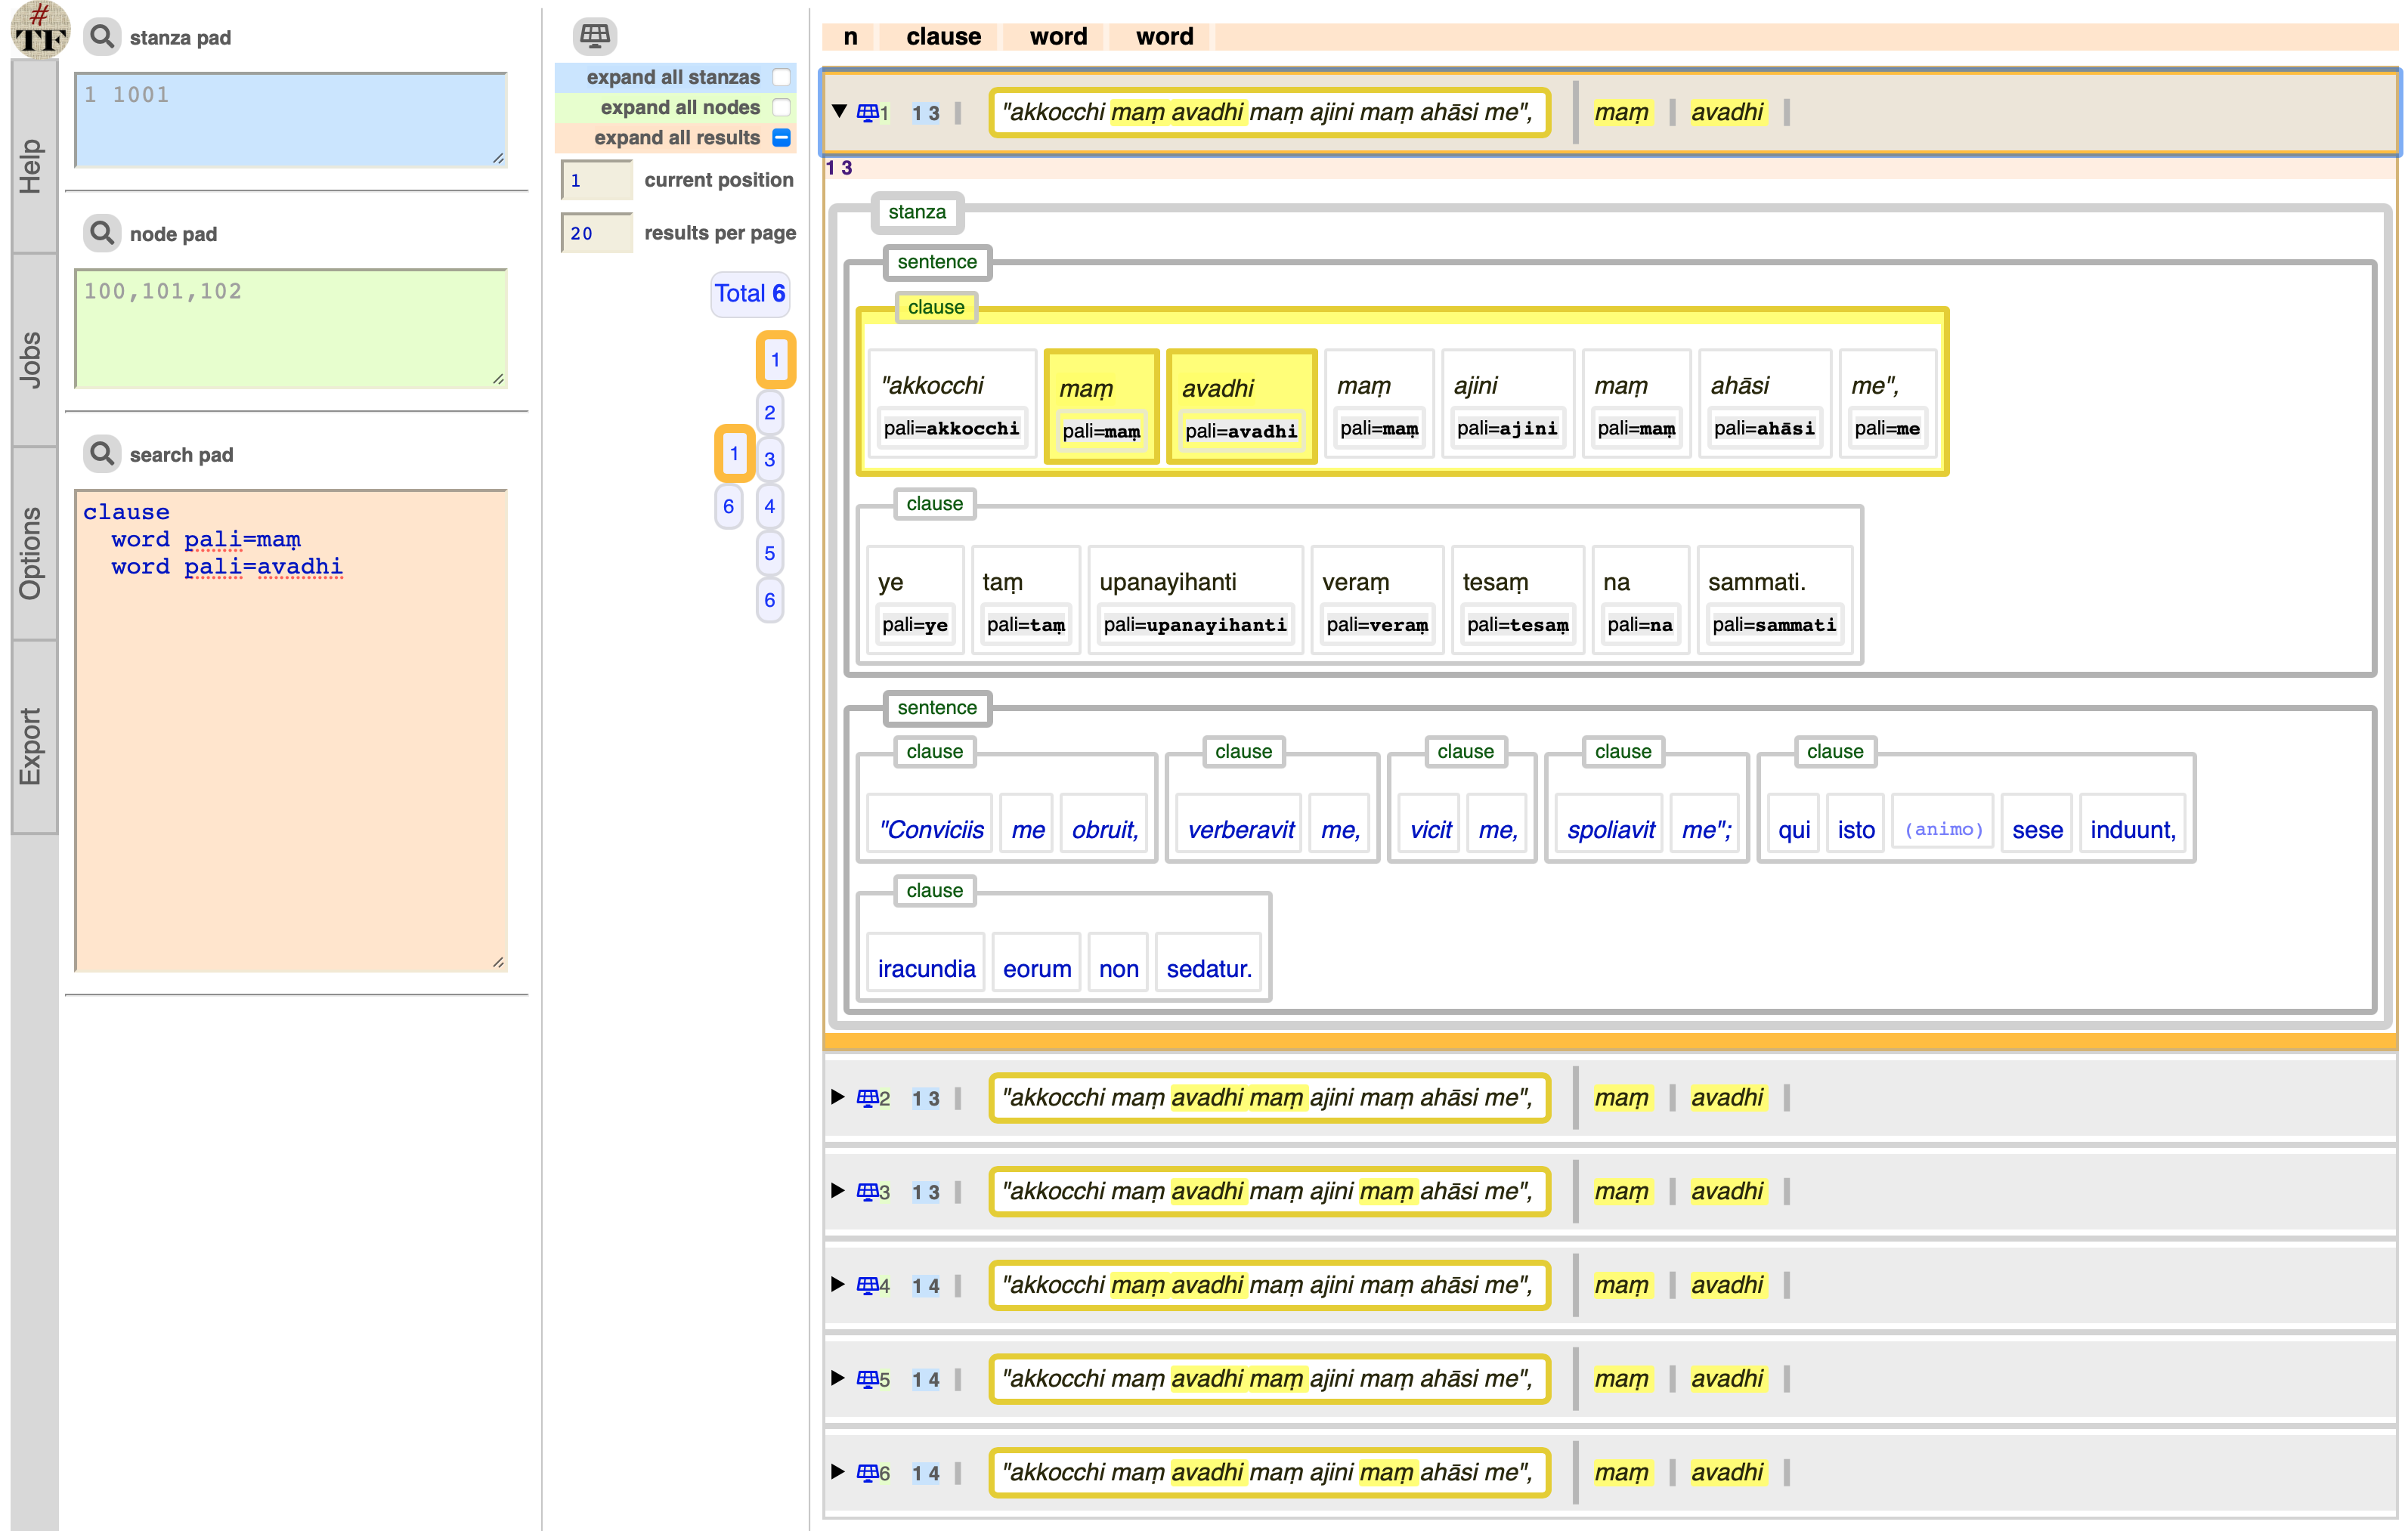 #
TF
Help
Jobs
Options
Export
stanza pad
1 1001
node pad
100,101,102
search pad
clause
word pali=maṃ
word pali=avadhi
expand all stanzas
expand all nodes
expand all results
1 current position
20 results per page
Total 6
1
2
1 3
6 4
5
6
n clause word word
1 1 3 "akkocchi maṃ avadhi maṃ ajini maṃ ahāsi me", maṃ avadhi
1 3
stanza
sentence
clause
"akkocchi maṃ avadhi maṃ ajini maṃ ahāsi me",
pali=akkocchi pali=maṃ pali=avadhi pali=maṃ pali=ajini pali=maṃ pali=ahāsi pali=me
clause
ye taṃ upanayihanti veraṃ tesaṃ na sammati.
pali=ye pali=taṃ pali=upanayihanti pali=veraṃ pali=tesaṃ pali=na pali=sammati
sentence
clause clause clause clause clause
"Conviciis me obruit, verberavit me, vicit me, spoliavit me"; qui isto (animo) sese induunt,
clause
iracundia eorum non sedatur.
2 1 3 "akkocchi maṃ avadhi maṃ ajini maṃ ahāsi me", maṃ avadhi
3 1 3 "akkocchi maṃ avadhi maṃ ajini maṃ ahāsi me", maṃ avadhi
4 1 4 "akkocchi maṃ avadhi maṃ ajini maṃ ahāsi me", maṃ avadhi
5 1 4 "akkocchi maṃ avadhi maṃ ajini maṃ ahāsi me", maṃ avadhi
6 1 4 "akkocchi maṃ avadhi maṃ ajini maṃ ahāsi me", maṃ avadhi